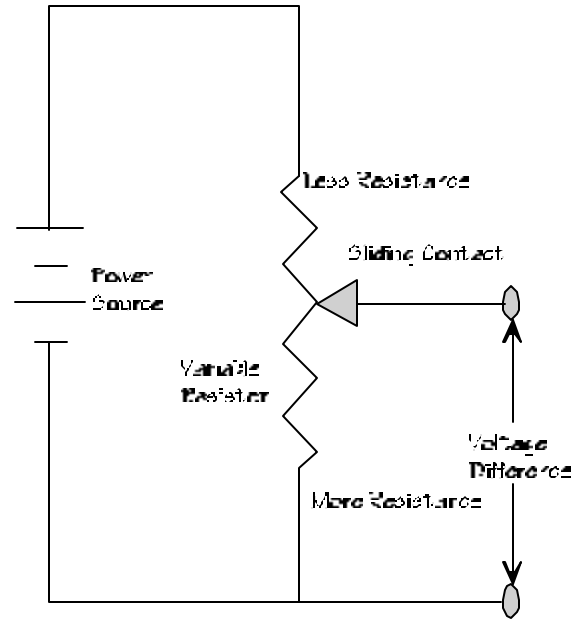 Less Resistance
Sliding Contact
Power
Source
Variable
Resistor
Voltage
Difference
More Resistance